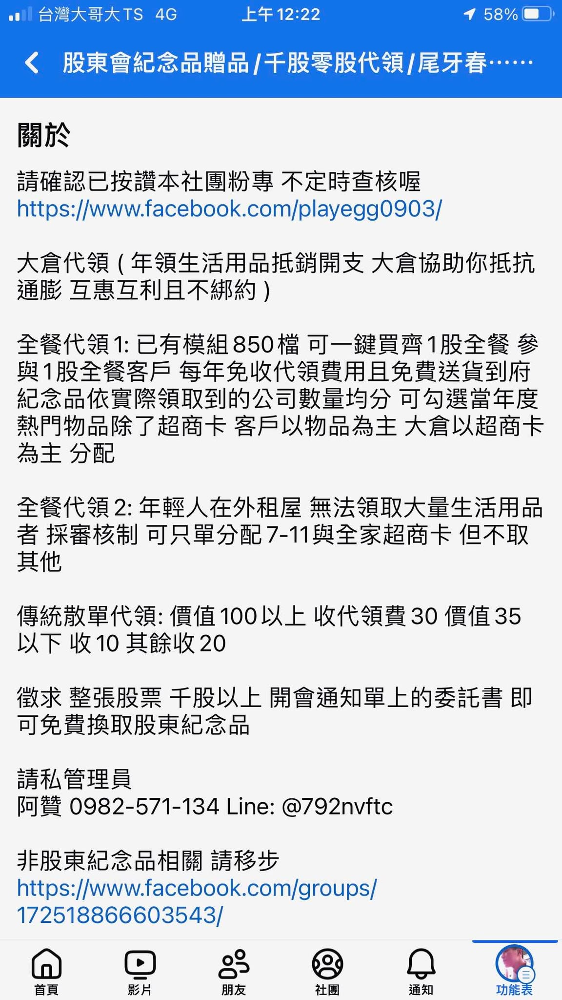 台灣大哥大TS 4G 上午12:22 58%
股東會紀念品贈品/千股零股代領/尾牙春⋯⋯
關於
請確認已按讚本社團粉專 不定時查核喔
https://www.facebook.com/playegg0903/
大倉代領 ( 年領生活用品抵銷開支 大倉協助你抵抗
通膨 互惠互利且不綁約 )
全餐代領1: 已有模組850檔 可一鍵買齊1股全餐 參
與1股全餐客戶 每年免收代領費用且免費送貨到府
紀念品依實際領取到的公司數量均分 可勾選當年度
熱門物品除了超商卡 客戶以物品為主 大倉以超商卡
為主 分配
全餐代領2: 年輕人在外租屋 無法領取大量生活用品
者 採審核制 可只單分配7-11與全家超商卡 但不取
其他
傳統散單代領: 價值100以上 收代領費30 價值35
以下 收10 其餘收20
徵求 整張股票 千股以上 開會通知單上的委託書 即
可免費換取股東紀念品
請私管理員
阿贊 0982-571-134 Line: @792nvftc
非股東紀念品相關 請移步
https://www.facebook.com/groups/
172518866603543/
首頁 影片 朋友 社團 通知 功能表